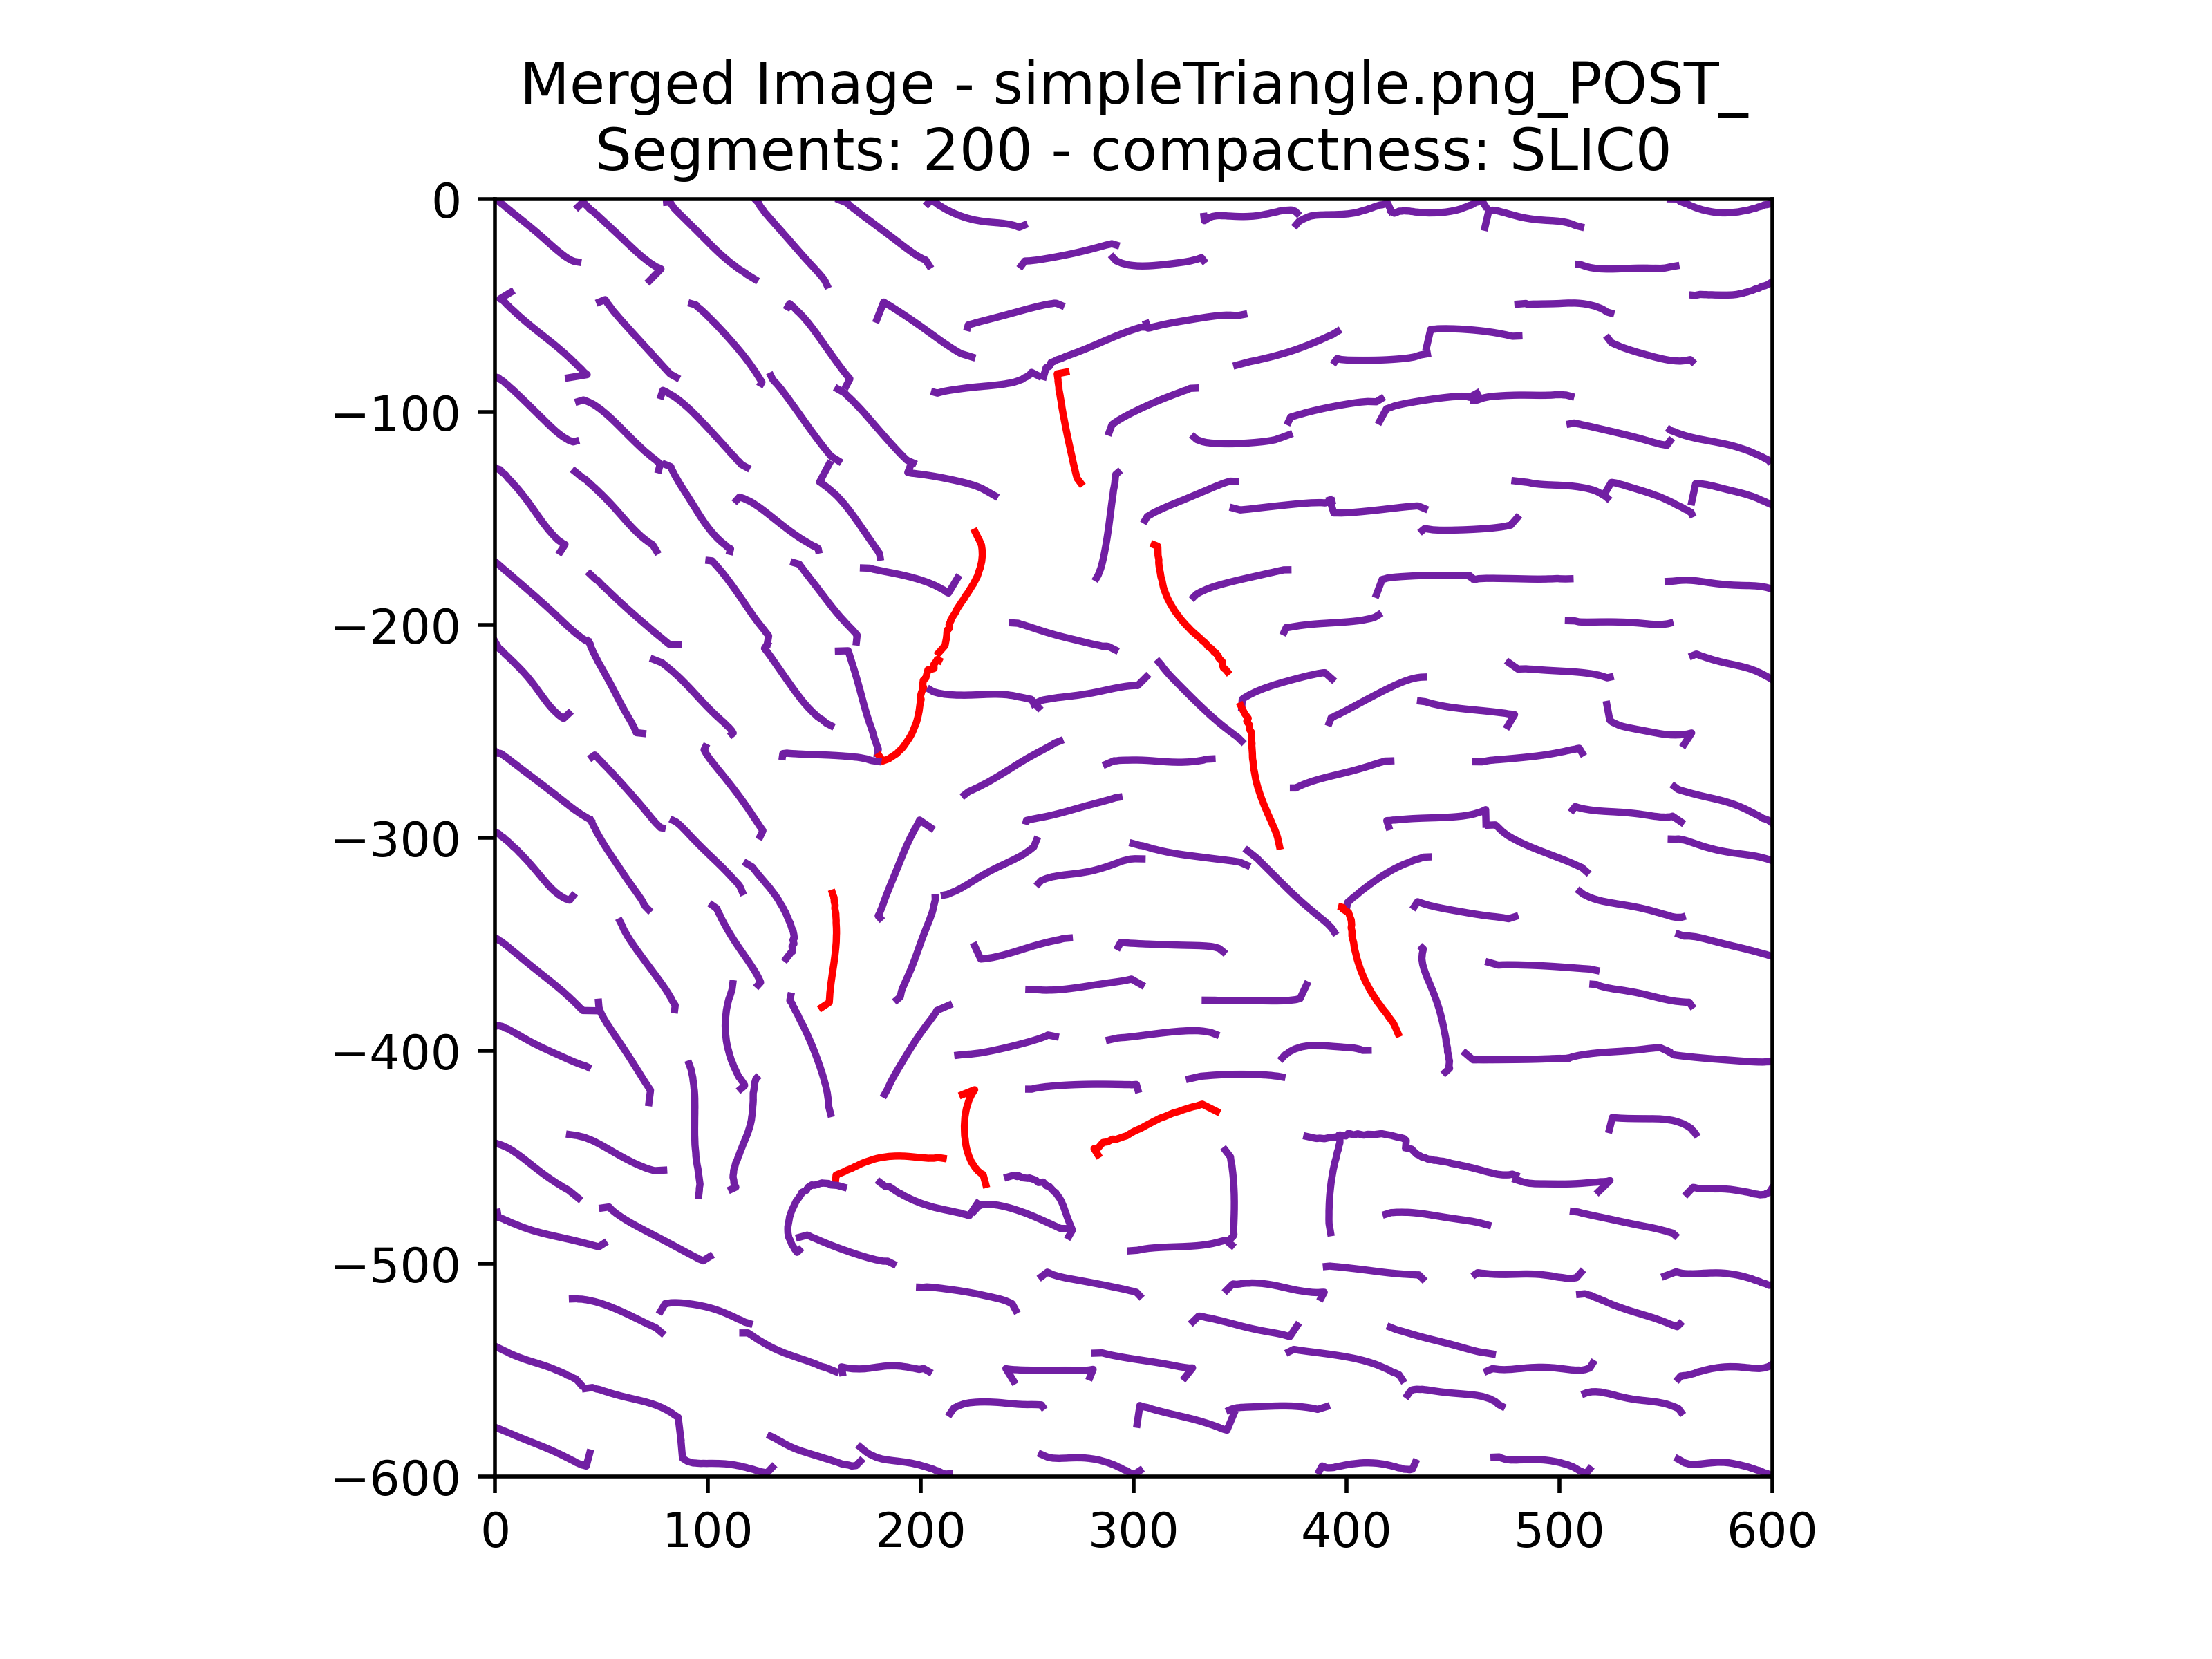 Merged Image - simpleTriangle.png_POST_
Segments: 200 - compactness: SLIC0
0
−100
−200
−300
−400
−500
−600
0 100 200 300 400 500 600